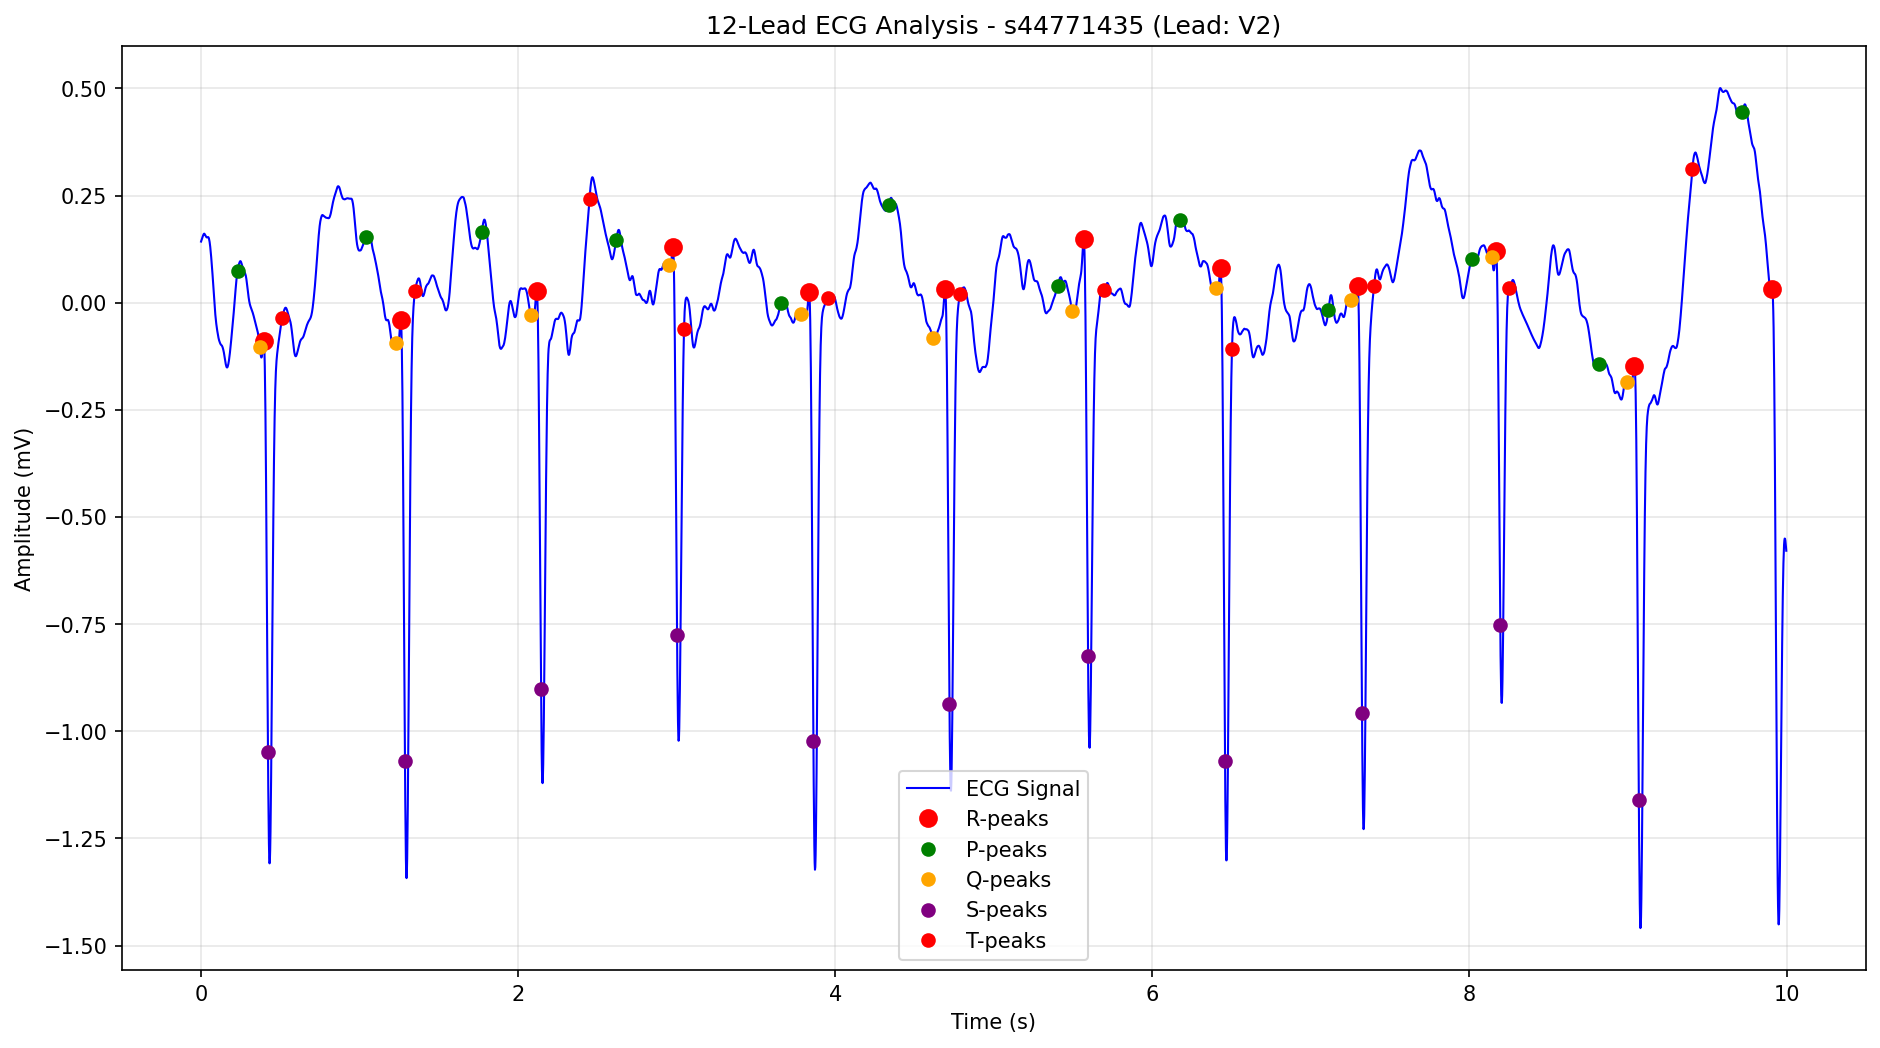 12-Lead ECG Analysis - s44771435 (Lead: V2)
Amplitude (mV)
0.50
0.25
0.00
−0.25
−0.50
−0.75
−1.00
−1.25
−1.50
ECG Signal
R-peaks
P-peaks
Q-peaks
S-peaks
T-peaks
0 2 4 6 8 10
Time (s)